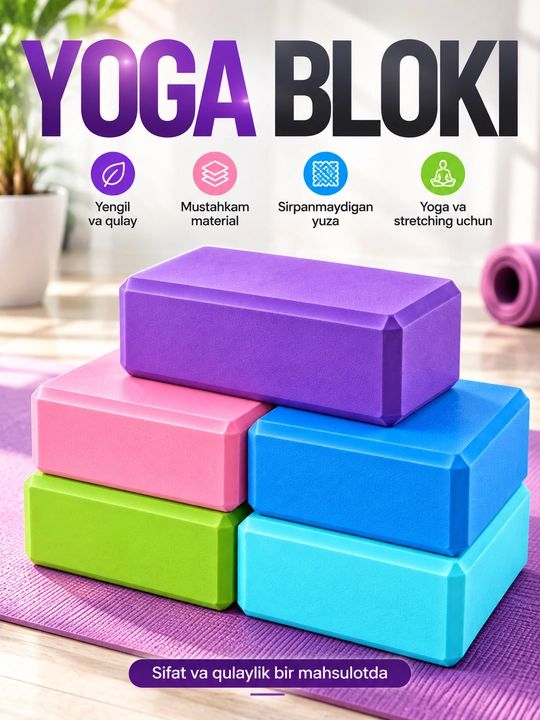 YOGA BLOKI
Yengil
va qulay
Mustahkam
material
Sirpanmaydigan
yuza
Yoga va
stretching uchun
Sifat va qulaylik bir mahsulotda